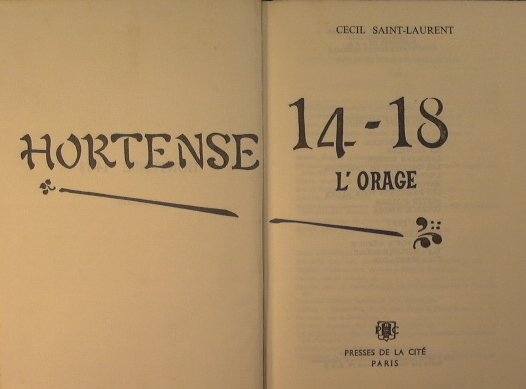 CECIL SAINT-LAURENT
HORTENSE 14-18
L'ORAGE
PRESSES DE LA CITÉ
PARIS